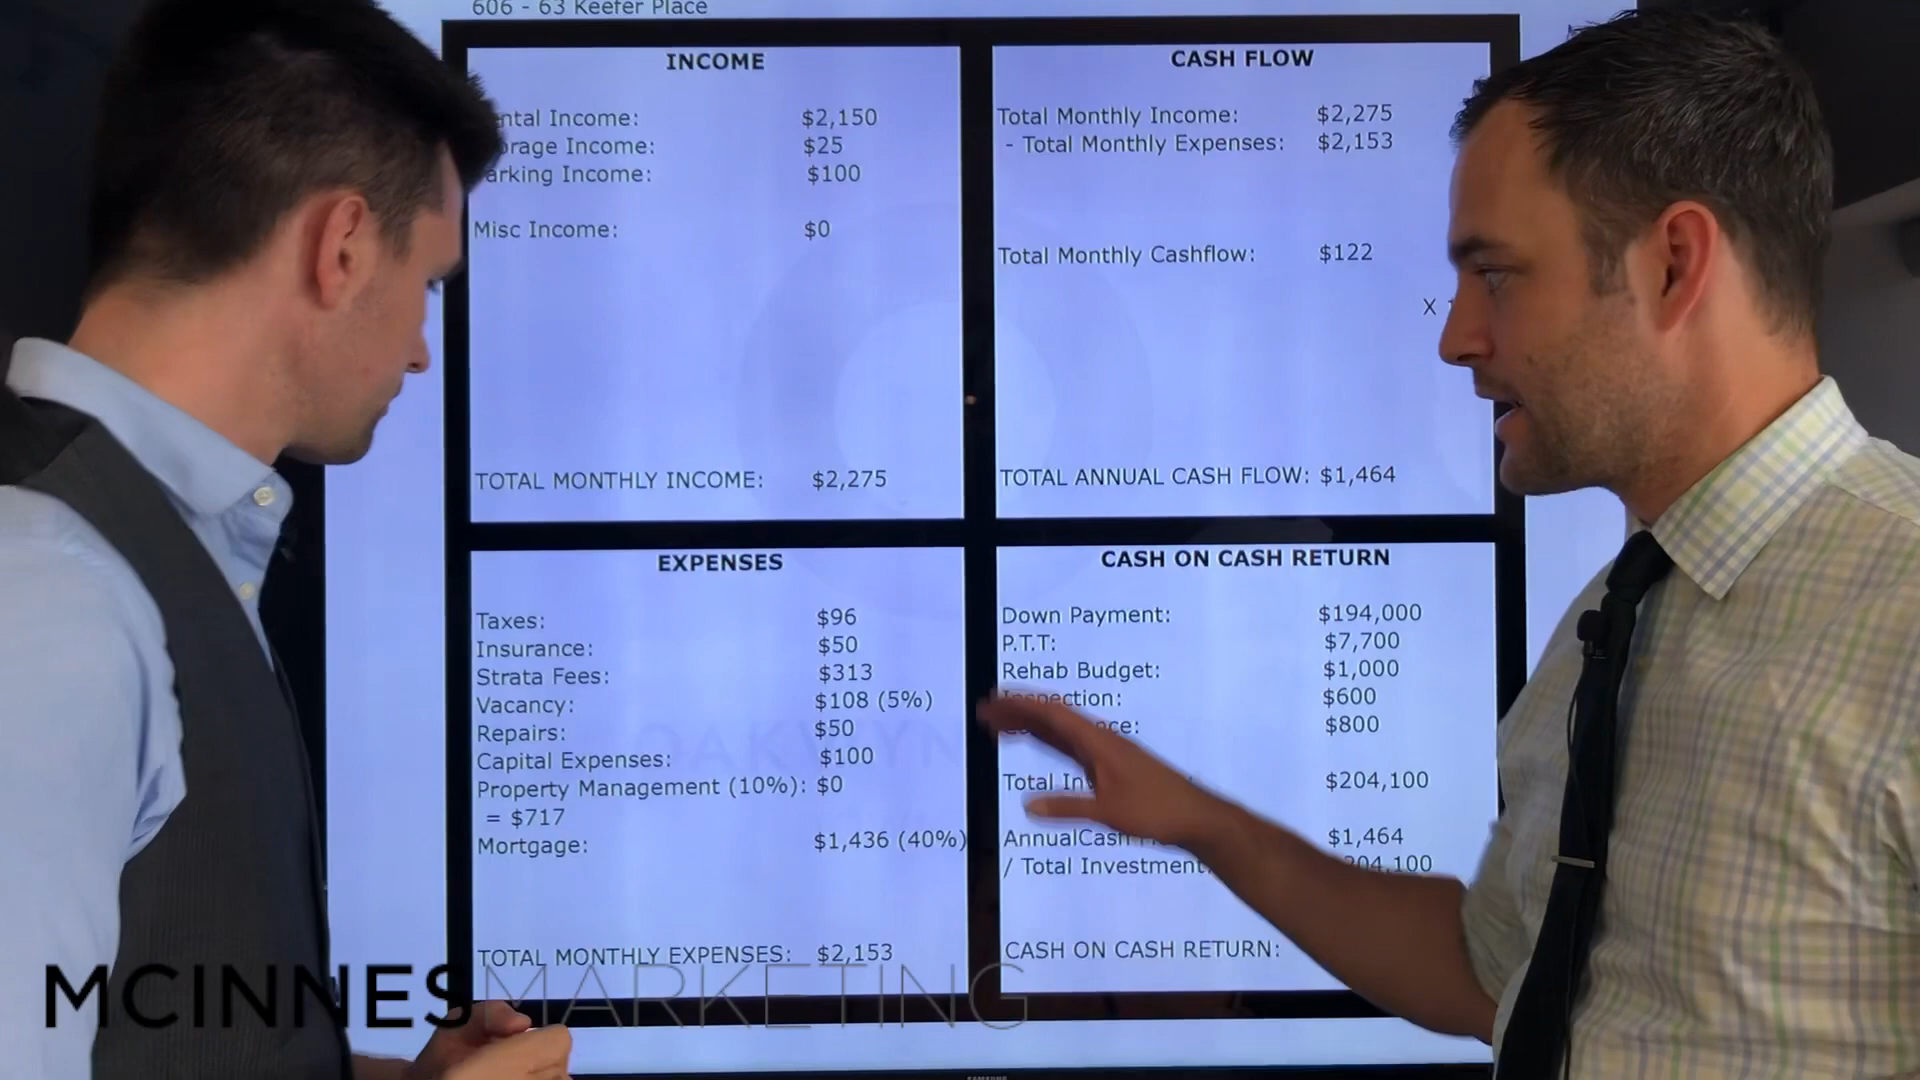 606 - 63 Keefer Place
INCOME
ntal Income: $2,150
rage Income: $25
arking Income: $100
Misc Income: $0
TOTAL MONTHLY INCOME: $2,275
CASH FLOW
Total Monthly Income: $2,275
- Total Monthly Expenses: $2,153
Total Monthly Cashflow: $122
X
TOTAL ANNUAL CASH FLOW: $1,464
EXPENSES
Taxes: $96
Insurance: $50
Strata Fees: $313
Vacancy: $108 (5%)
Repairs: $50
Capital Expenses: $100
Property Management (10%): $0
= $717
Mortgage: $1,436 (40%)
TOTAL MONTHLY EXPENSES: $2,153
CASH ON CASH RETURN
Down Payment: $194,000
P.T.T: $7,700
Rehab Budget: $1,000
Inspection: $600
$800
Total $204,100
AnnualCash $1,464
/ Total Investment: 204,100
CASH ON CASH RETURN:
MCINNES MARKETING
SAMSUNG